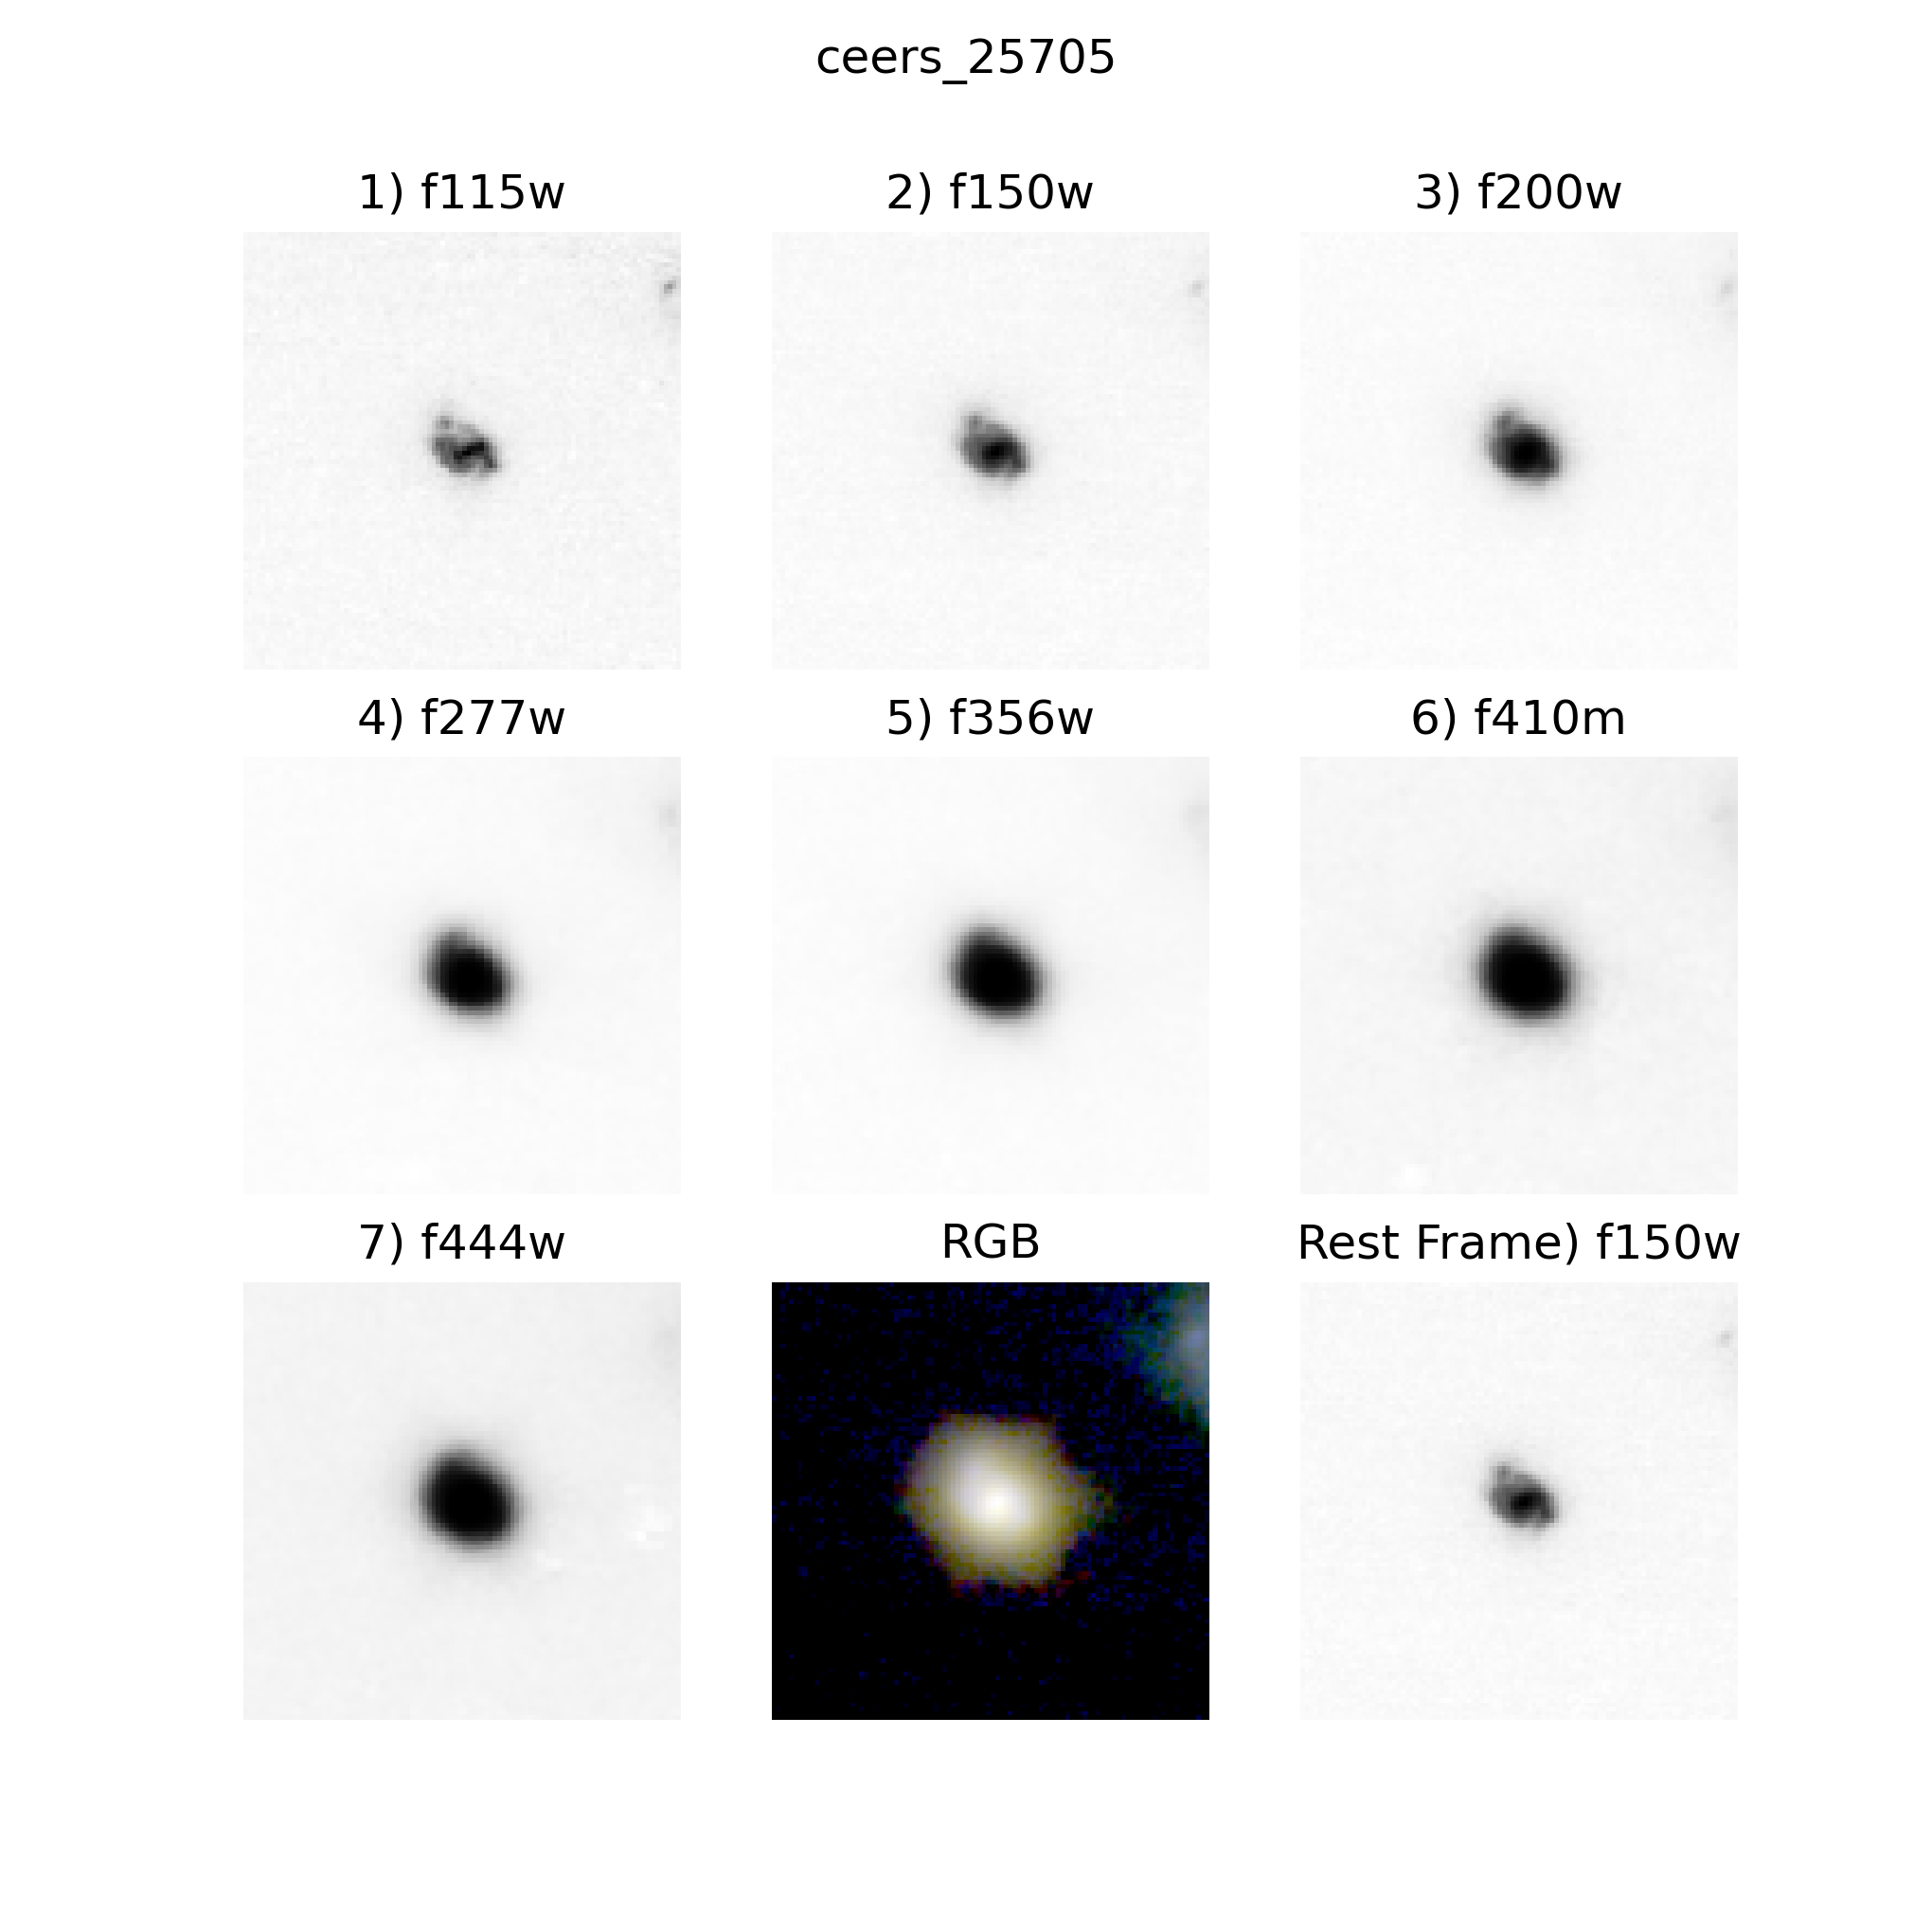 ceers_25705
1) f115w
2) f150w
3) f200w
4) f277w
5) f356w
6) f410m
7) f444w
RGB
Rest Frame) f150w